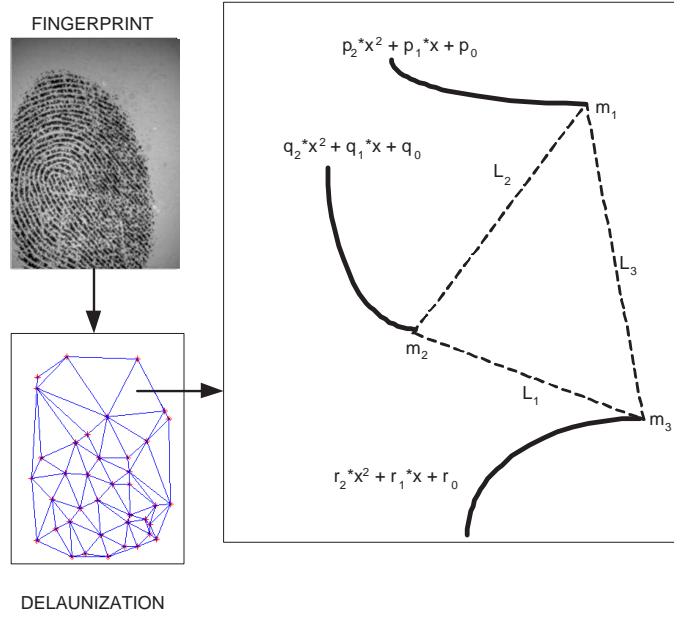 FINGERPRINT
p₂*x² + p₁*x + p₀
m₁
q₂*x² + q₁*x + q₀
L₂
L₃
m₂
L₁
m₃
r₂*x² + r₁*x + r₀
DELAUNIZATION